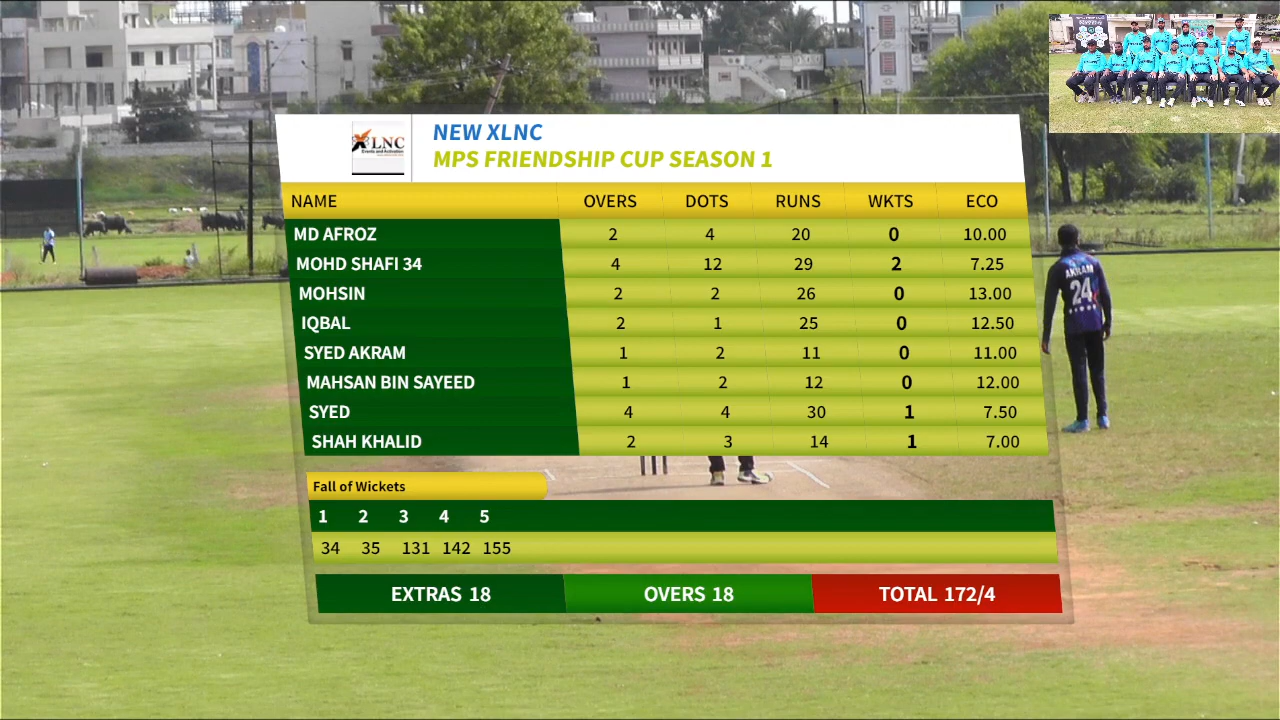 XLNC
Events and Activation
NEW XLNC
MPS FRIENDSHIP CUP SEASON 1
NAME OVERS DOTS RUNS WKTS ECO
MD AFROZ 2 4 20 0 10.00
MOHD SHAFI 34 4 12 29 2 7.25
MOHSIN 2 2 26 0 13.00
IQBAL 2 1 25 0 12.50
SYED AKRAM 1 2 11 0 11.00
MAHSAN BIN SAYEED 1 2 12 0 12.00
SYED 4 4 30 1 7.50
SHAH KHALID 2 3 14 1 7.00
AKRAM
24
Fall of Wickets
1 2 3 4 5
34 35 131 142 155
EXTRAS 18 OVERS 18 TOTAL 172/4